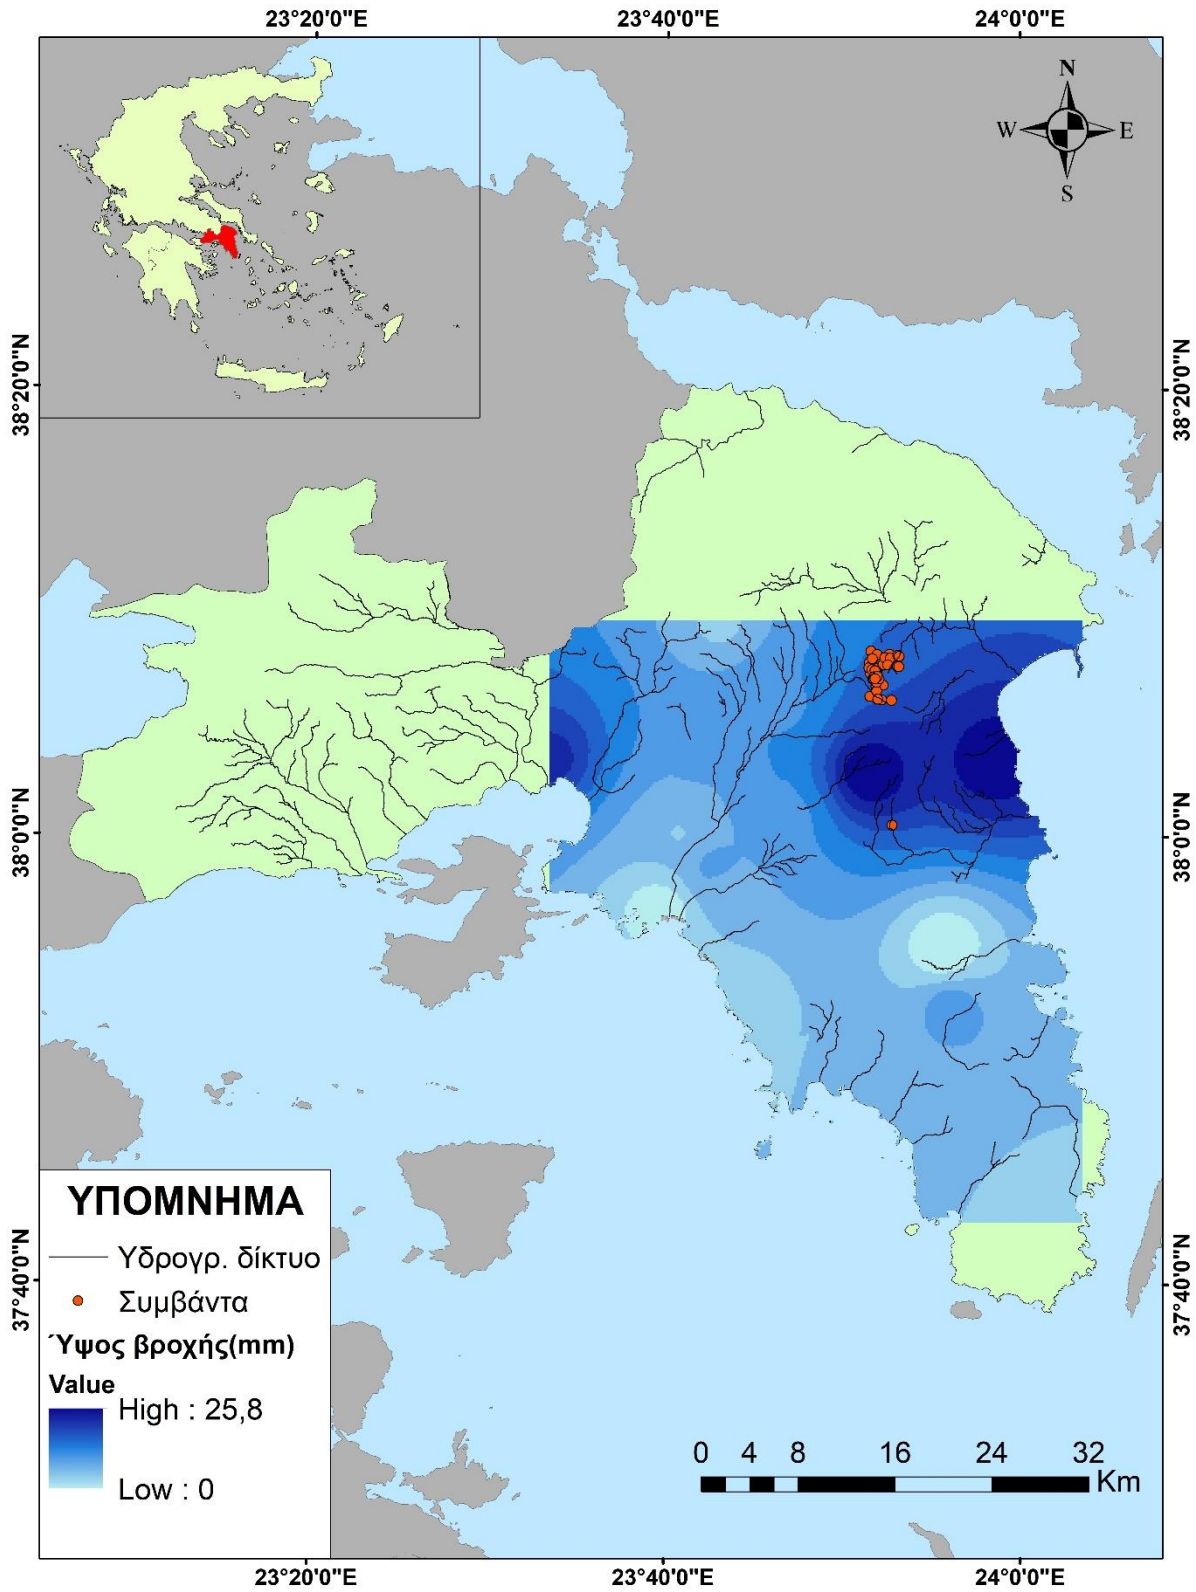 23°20'0"E 23°40'0"E 24°0'0"E
N
W E
S
38°20'0"N 38°20'0"N
38°0'0"N 38°0'0"N
37°40'0"N 37°40'0"N
ΥΠΟΜΝΗΜΑ
Υδρογρ. δίκτυο
Συμβάντα
Ύψος βροχής(mm)
Value
High : 25,8
Low : 0
0 4 8 16 24 32
Km
23°20'0"E 23°40'0"E 24°0'0"E